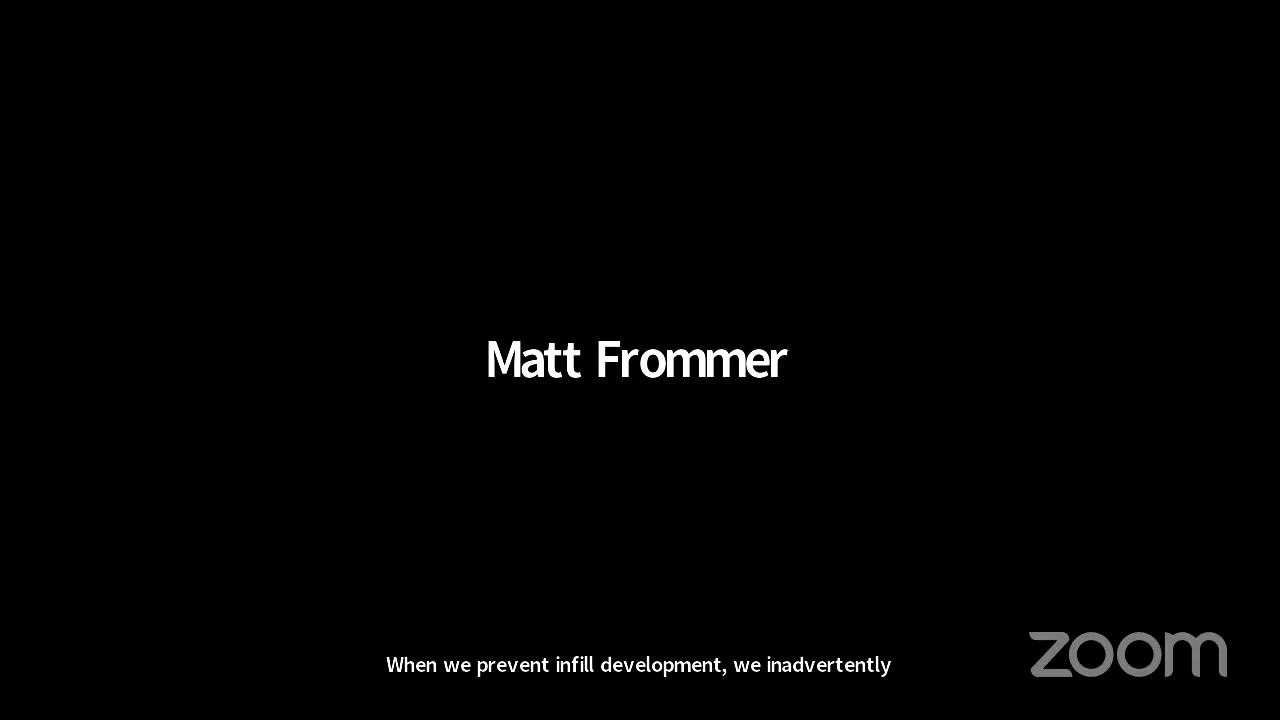 Matt Frommer
When we prevent infill development, we inadvertently
zoom